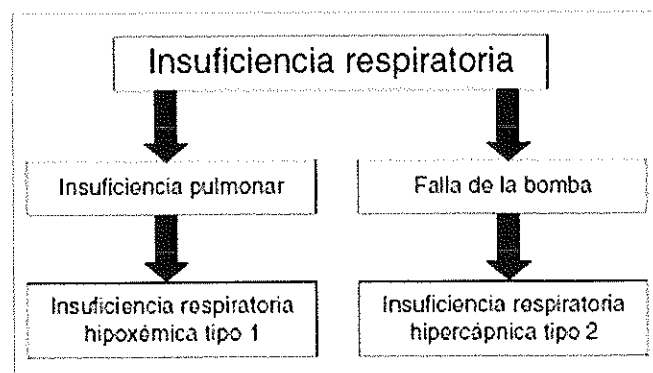 Insuficiencia respiratoria
Insuficiencia pulmonar
Falla de la bomba
Insuficiencia respiratoria
hipoxémica tipo 1
Insuficiencia respiratoria
hipercápnica tipo 2